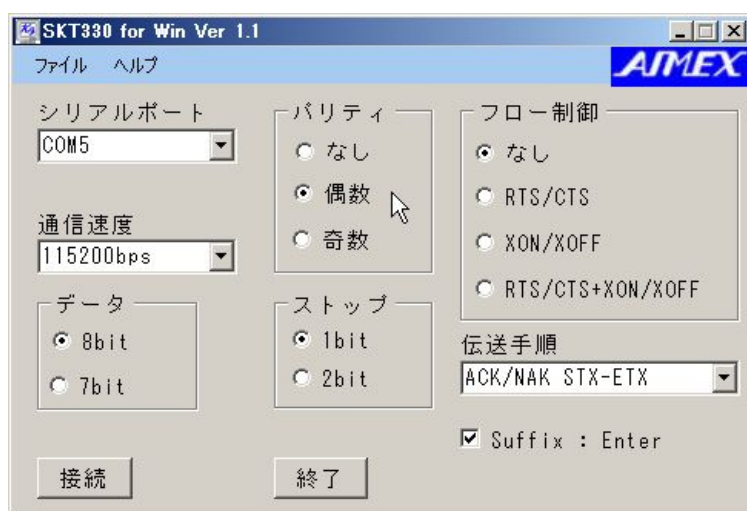 SKT330 for Win Ver 1.1
ファイル ヘルプ
AIMEX
シリアルポート
COM5
通信速度
115200bps
データ
8bit
7bit
パリティ
なし
偶数
奇数
ストップ
1bit
2bit
フロー制御
なし
RTS/CTS
XON/XOFF
RTS/CTS+XON/XOFF
伝送手順
ACK/NAK STX-ETX
Suffix : Enter
接続
終了